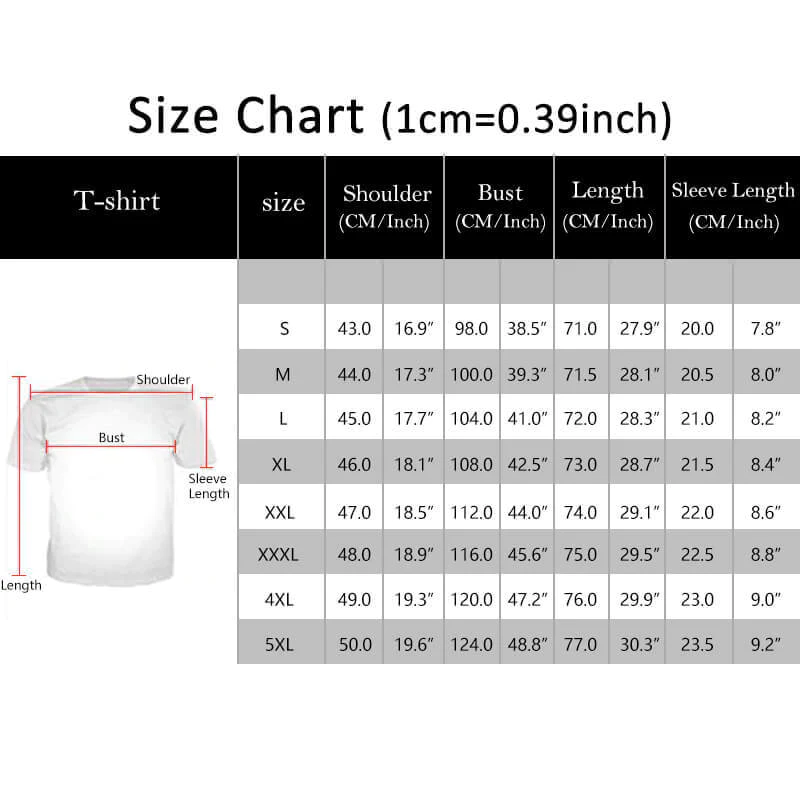 Size Chart (1cm=0.39inch)
T-shirt size Shoulder (CM/Inch) Bust (CM/Inch) Length (CM/Inch) Sleeve Length (CM/Inch)
S 43.0 16.9” 98.0 38.5” 71.0 27.9” 20.0 7.8”
M 44.0 17.3” 100.0 39.3” 71.5 28.1” 20.5 8.0”
L 45.0 17.7” 104.0 41.0” 72.0 28.3” 21.0 8.2”
XL 46.0 18.1” 108.0 42.5” 73.0 28.7” 21.5 8.4”
XXL 47.0 18.5” 112.0 44.0” 74.0 29.1” 22.0 8.6”
XXXL 48.0 18.9” 116.0 45.6” 75.0 29.5” 22.5 8.8”
4XL 49.0 19.3” 120.0 47.2” 76.0 29.9” 23.0 9.0”
5XL 50.0 19.6” 124.0 48.8” 77.0 30.3” 23.5 9.2”
Shoulder
Bust
Sleeve
Length
Length